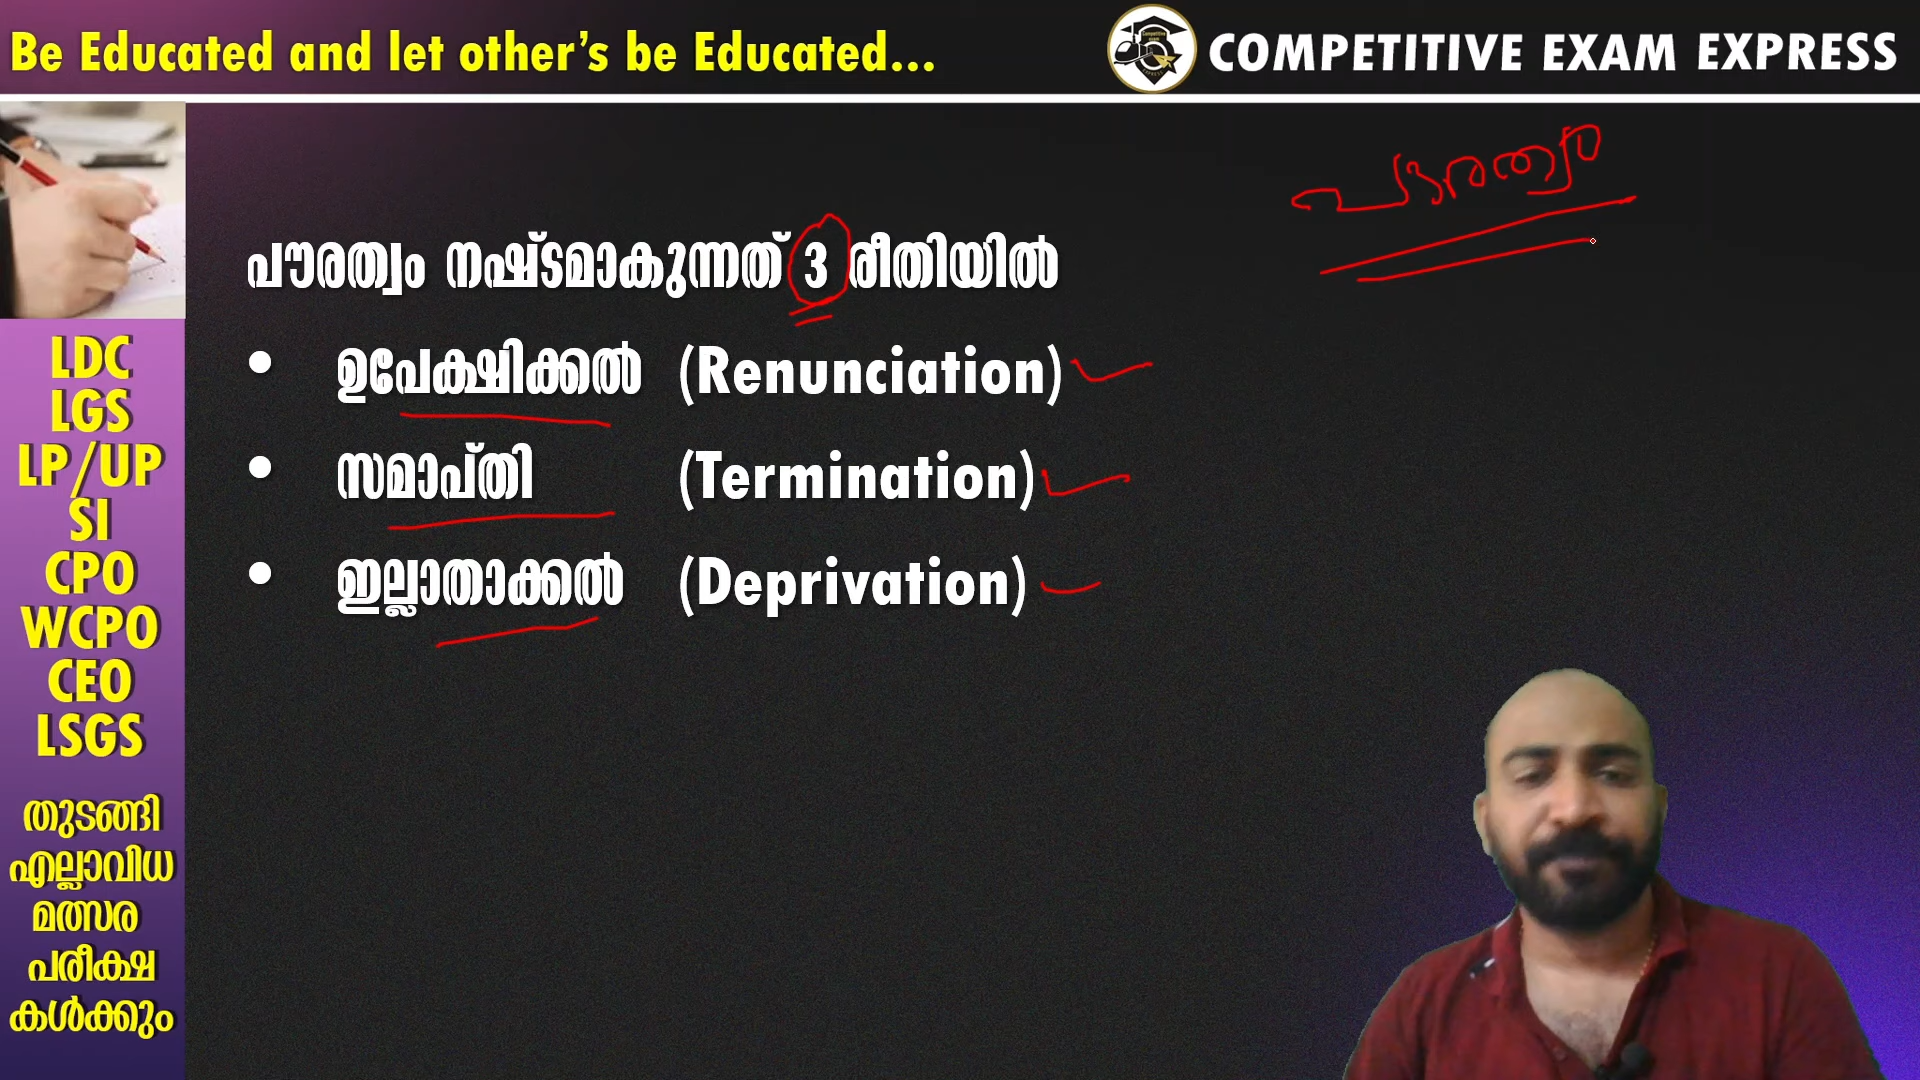 Be Educated and let other's be Educated...
COMPETITIVE EXAM EXPRESS
പൗരത്വം
പൗരത്വം നഷ്ടമാകുന്നത് 3 രീതിയിൽ
• ഉപേക്ഷിക്കൽ (Renunciation)
• സമാപ്തി (Termination)
• ഇല്ലാതാക്കൽ (Deprivation)
LDC
LGS
LP/UP
SI
CPO
WCPO
CEO
LSGS
തുടങ്ങി
എല്ലാവിധ
മത്സര
പരീക്ഷ
കൾക്കും